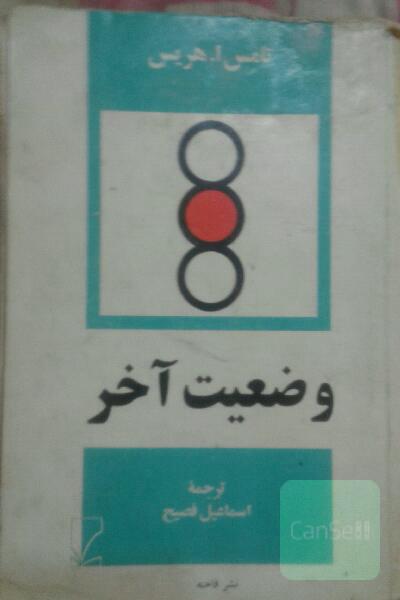 تامس ا. هریس
وضعیت آخر
ترجمهٔ
اسماعیل فصیح
CanSell
نشر فاخته